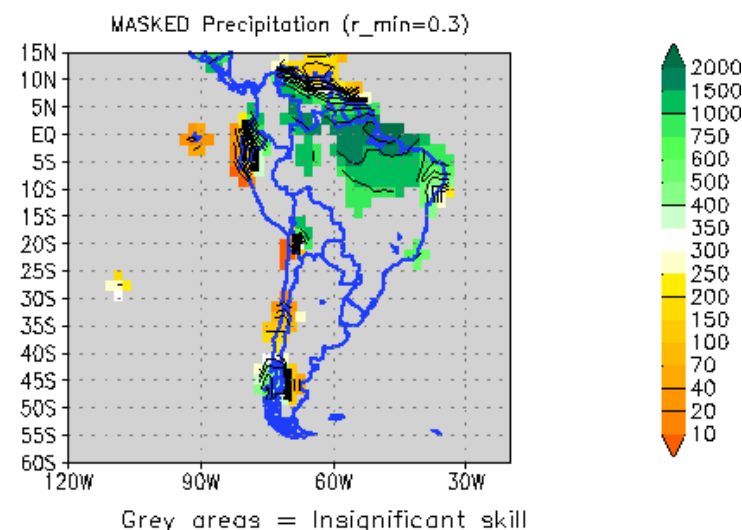 MASKED Precipitation (r_min=0.3)
15N
10N
5N
EQ
5S
10S
15S
20S
25S
30S
35S
40S
45S
50S
55S
60S
120W 90W 60W 30W
2000
1500
1000
750
600
500
400
350
300
250
200
150
100
70
40
20
10
Grey areas = Insignificant skill